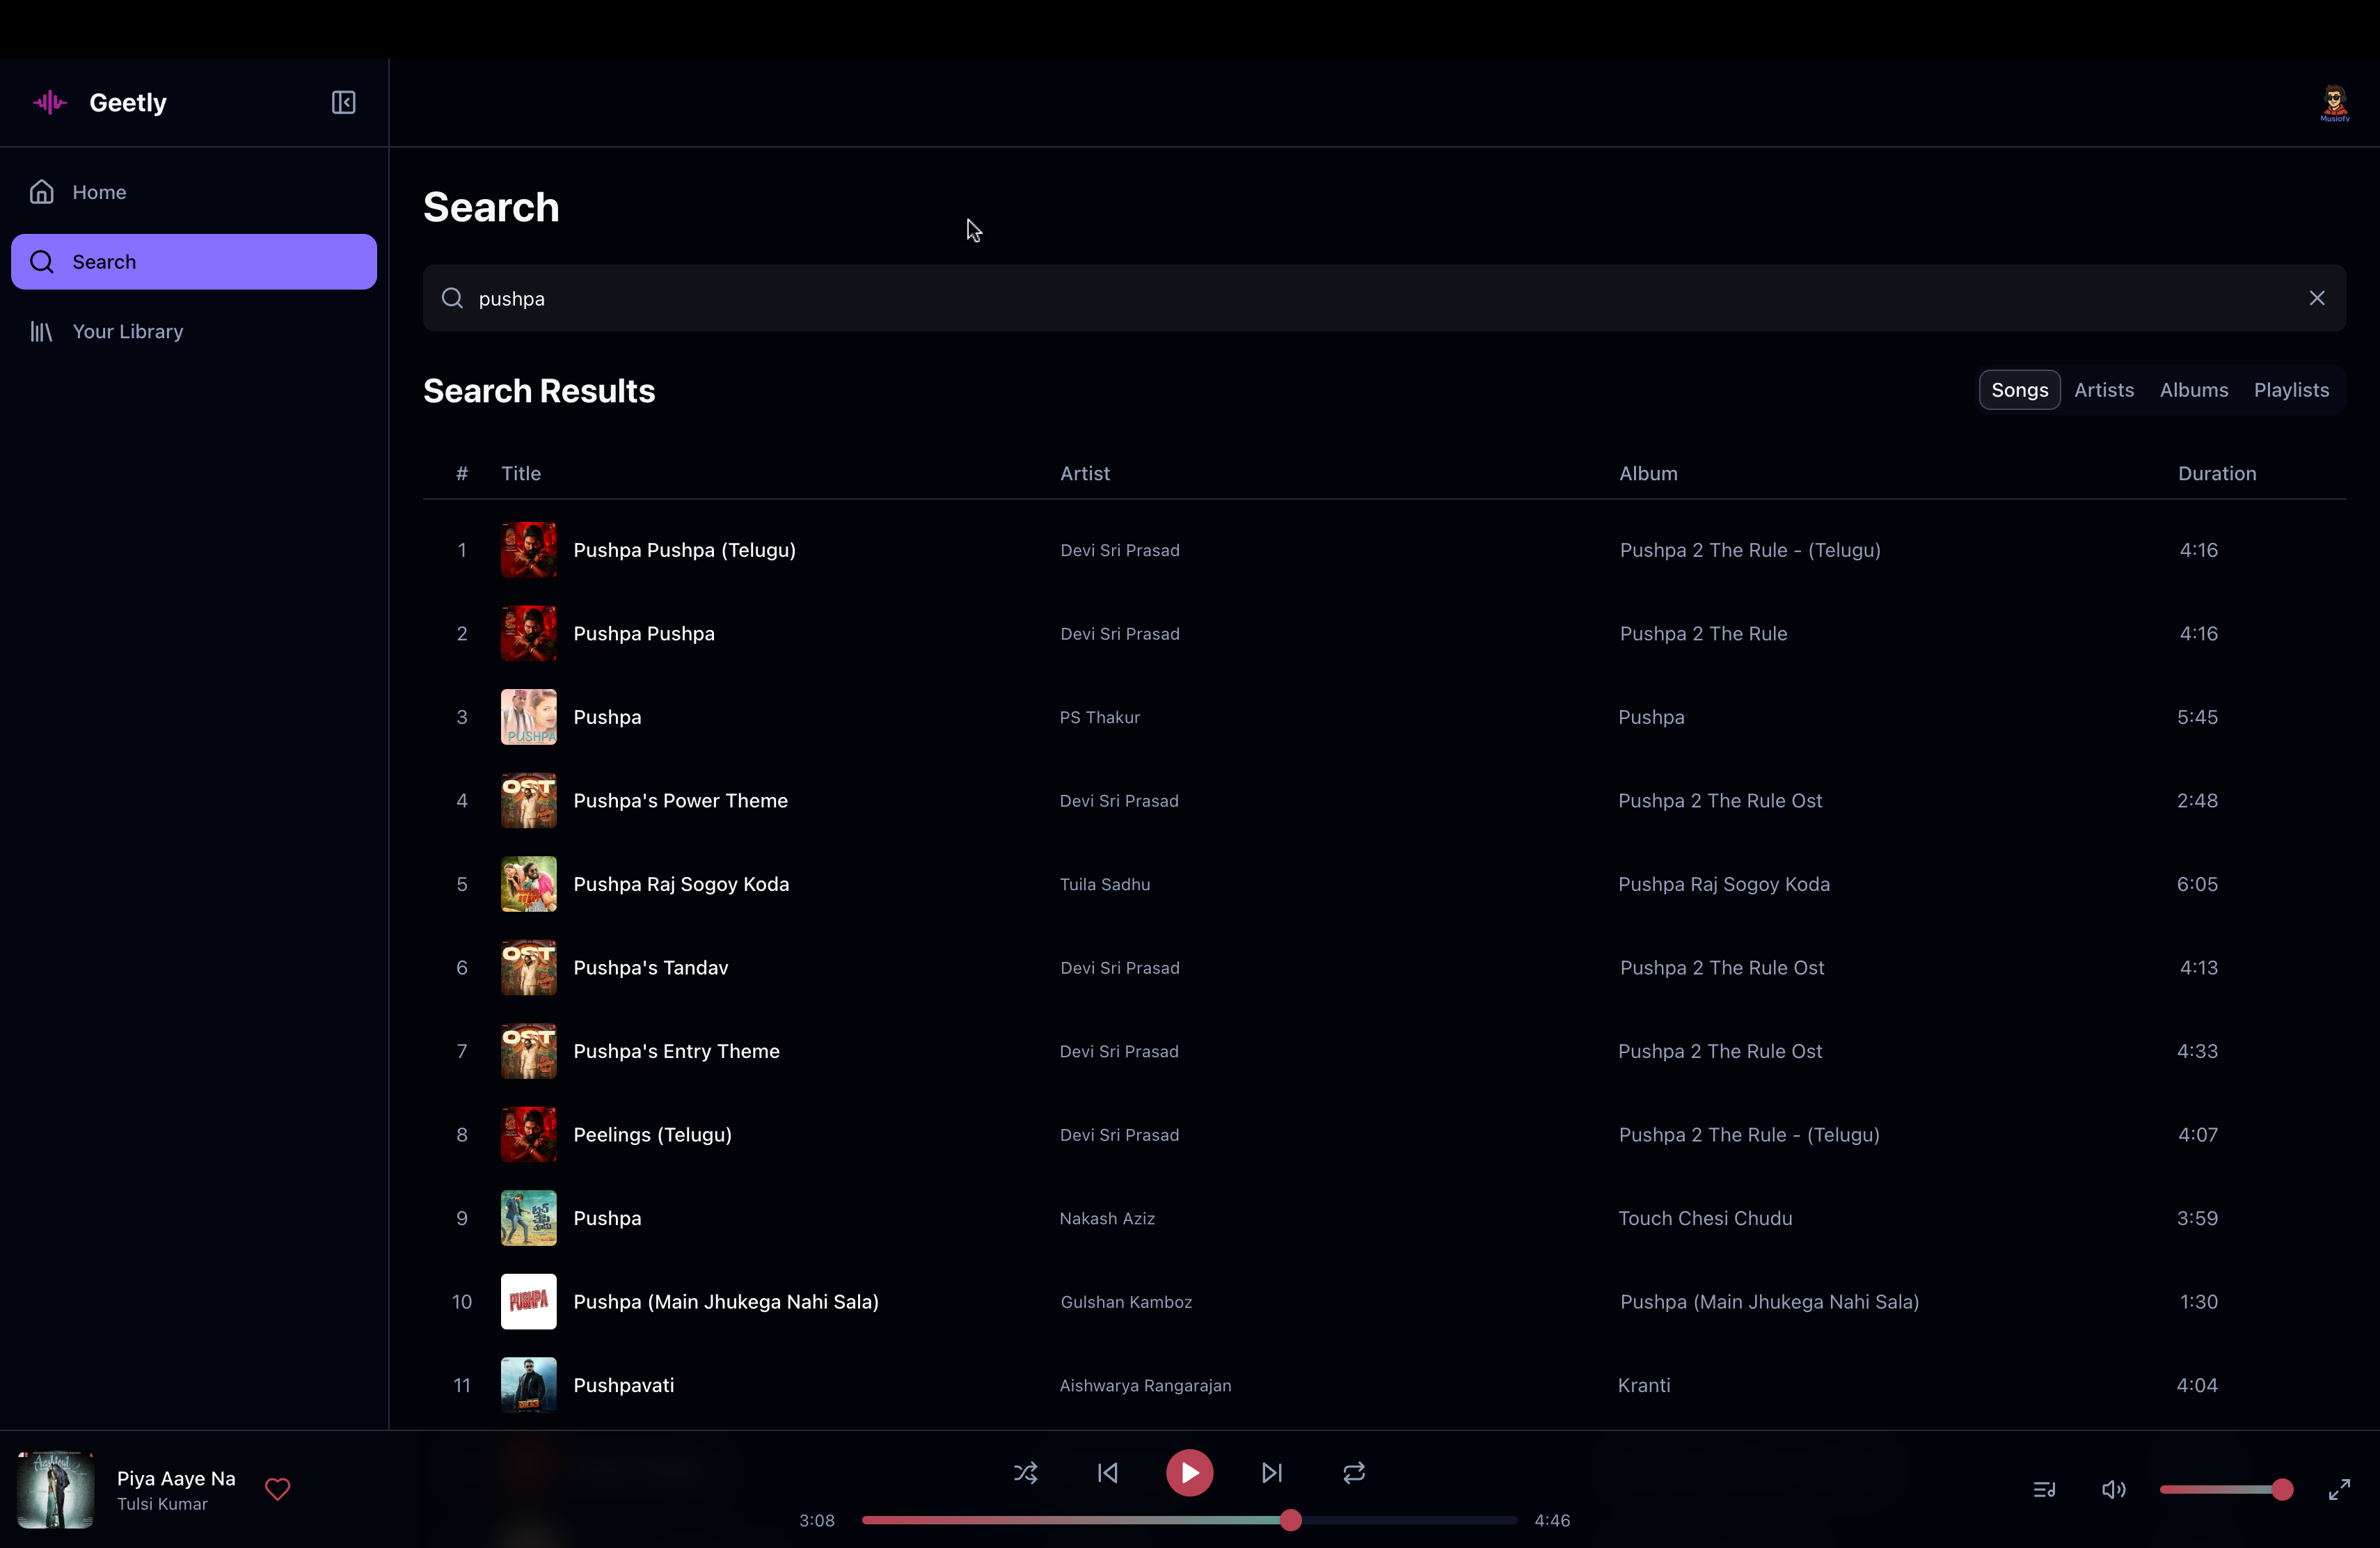 Geetly
Musiofy
Home
Search
Your Library
Search
pushpa
Search Results
Songs Artists Albums Playlists
# Title Artist Album Duration
1 Pushpa Pushpa (Telugu) Devi Sri Prasad Pushpa 2 The Rule - (Telugu) 4:16
2 Pushpa Pushpa Devi Sri Prasad Pushpa 2 The Rule 4:16
3 PUSHPA Pushpa PS Thakur Pushpa 5:45
4 OST Pushpa's Power Theme Devi Sri Prasad Pushpa 2 The Rule Ost 2:48
5 Pushpa Raj Sogoy Koda Tuila Sadhu Pushpa Raj Sogoy Koda 6:05
6 OST Pushpa's Tandav Devi Sri Prasad Pushpa 2 The Rule Ost 4:13
7 OST Pushpa's Entry Theme Devi Sri Prasad Pushpa 2 The Rule Ost 4:33
8 Peelings (Telugu) Devi Sri Prasad Pushpa 2 The Rule - (Telugu) 4:07
9 Pushpa Nakash Aziz Touch Chesi Chudu 3:59
10 PUSHPA Pushpa (Main Jhukega Nahi Sala) Gulshan Kamboz Pushpa (Main Jhukega Nahi Sala) 1:30
11 Pushpavati Aishwarya Rangarajan Kranti 4:04
Piya Aaye Na
Tulsi Kumar
3:08 4:46